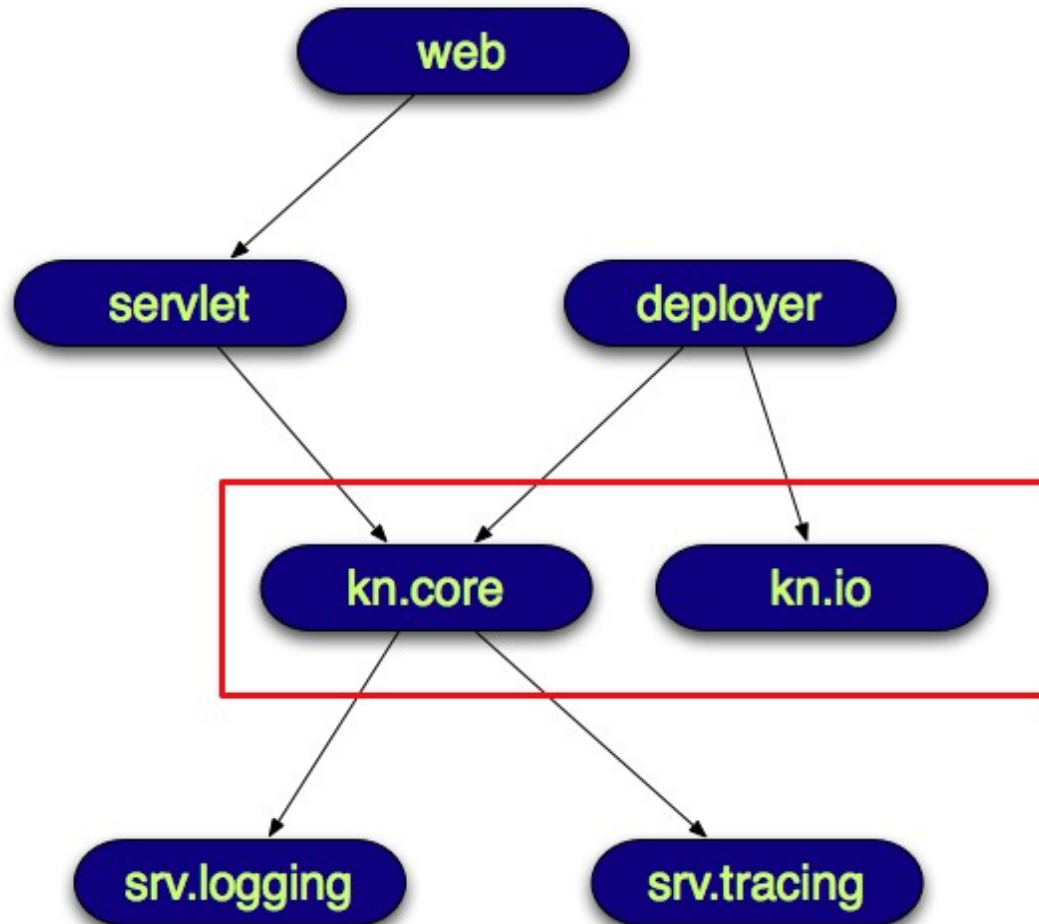 web
servlet
deployer
kn.core
kn.io
srv.logging
srv.tracing